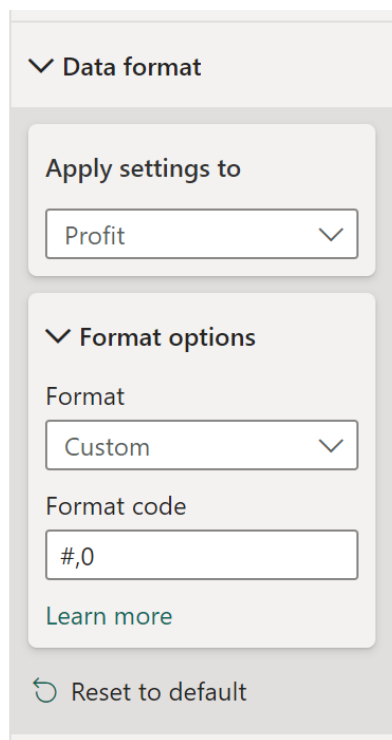 Data format
Apply settings to
Profit
Format options
Format
Custom
Format code
#,0
Learn more
Reset to default